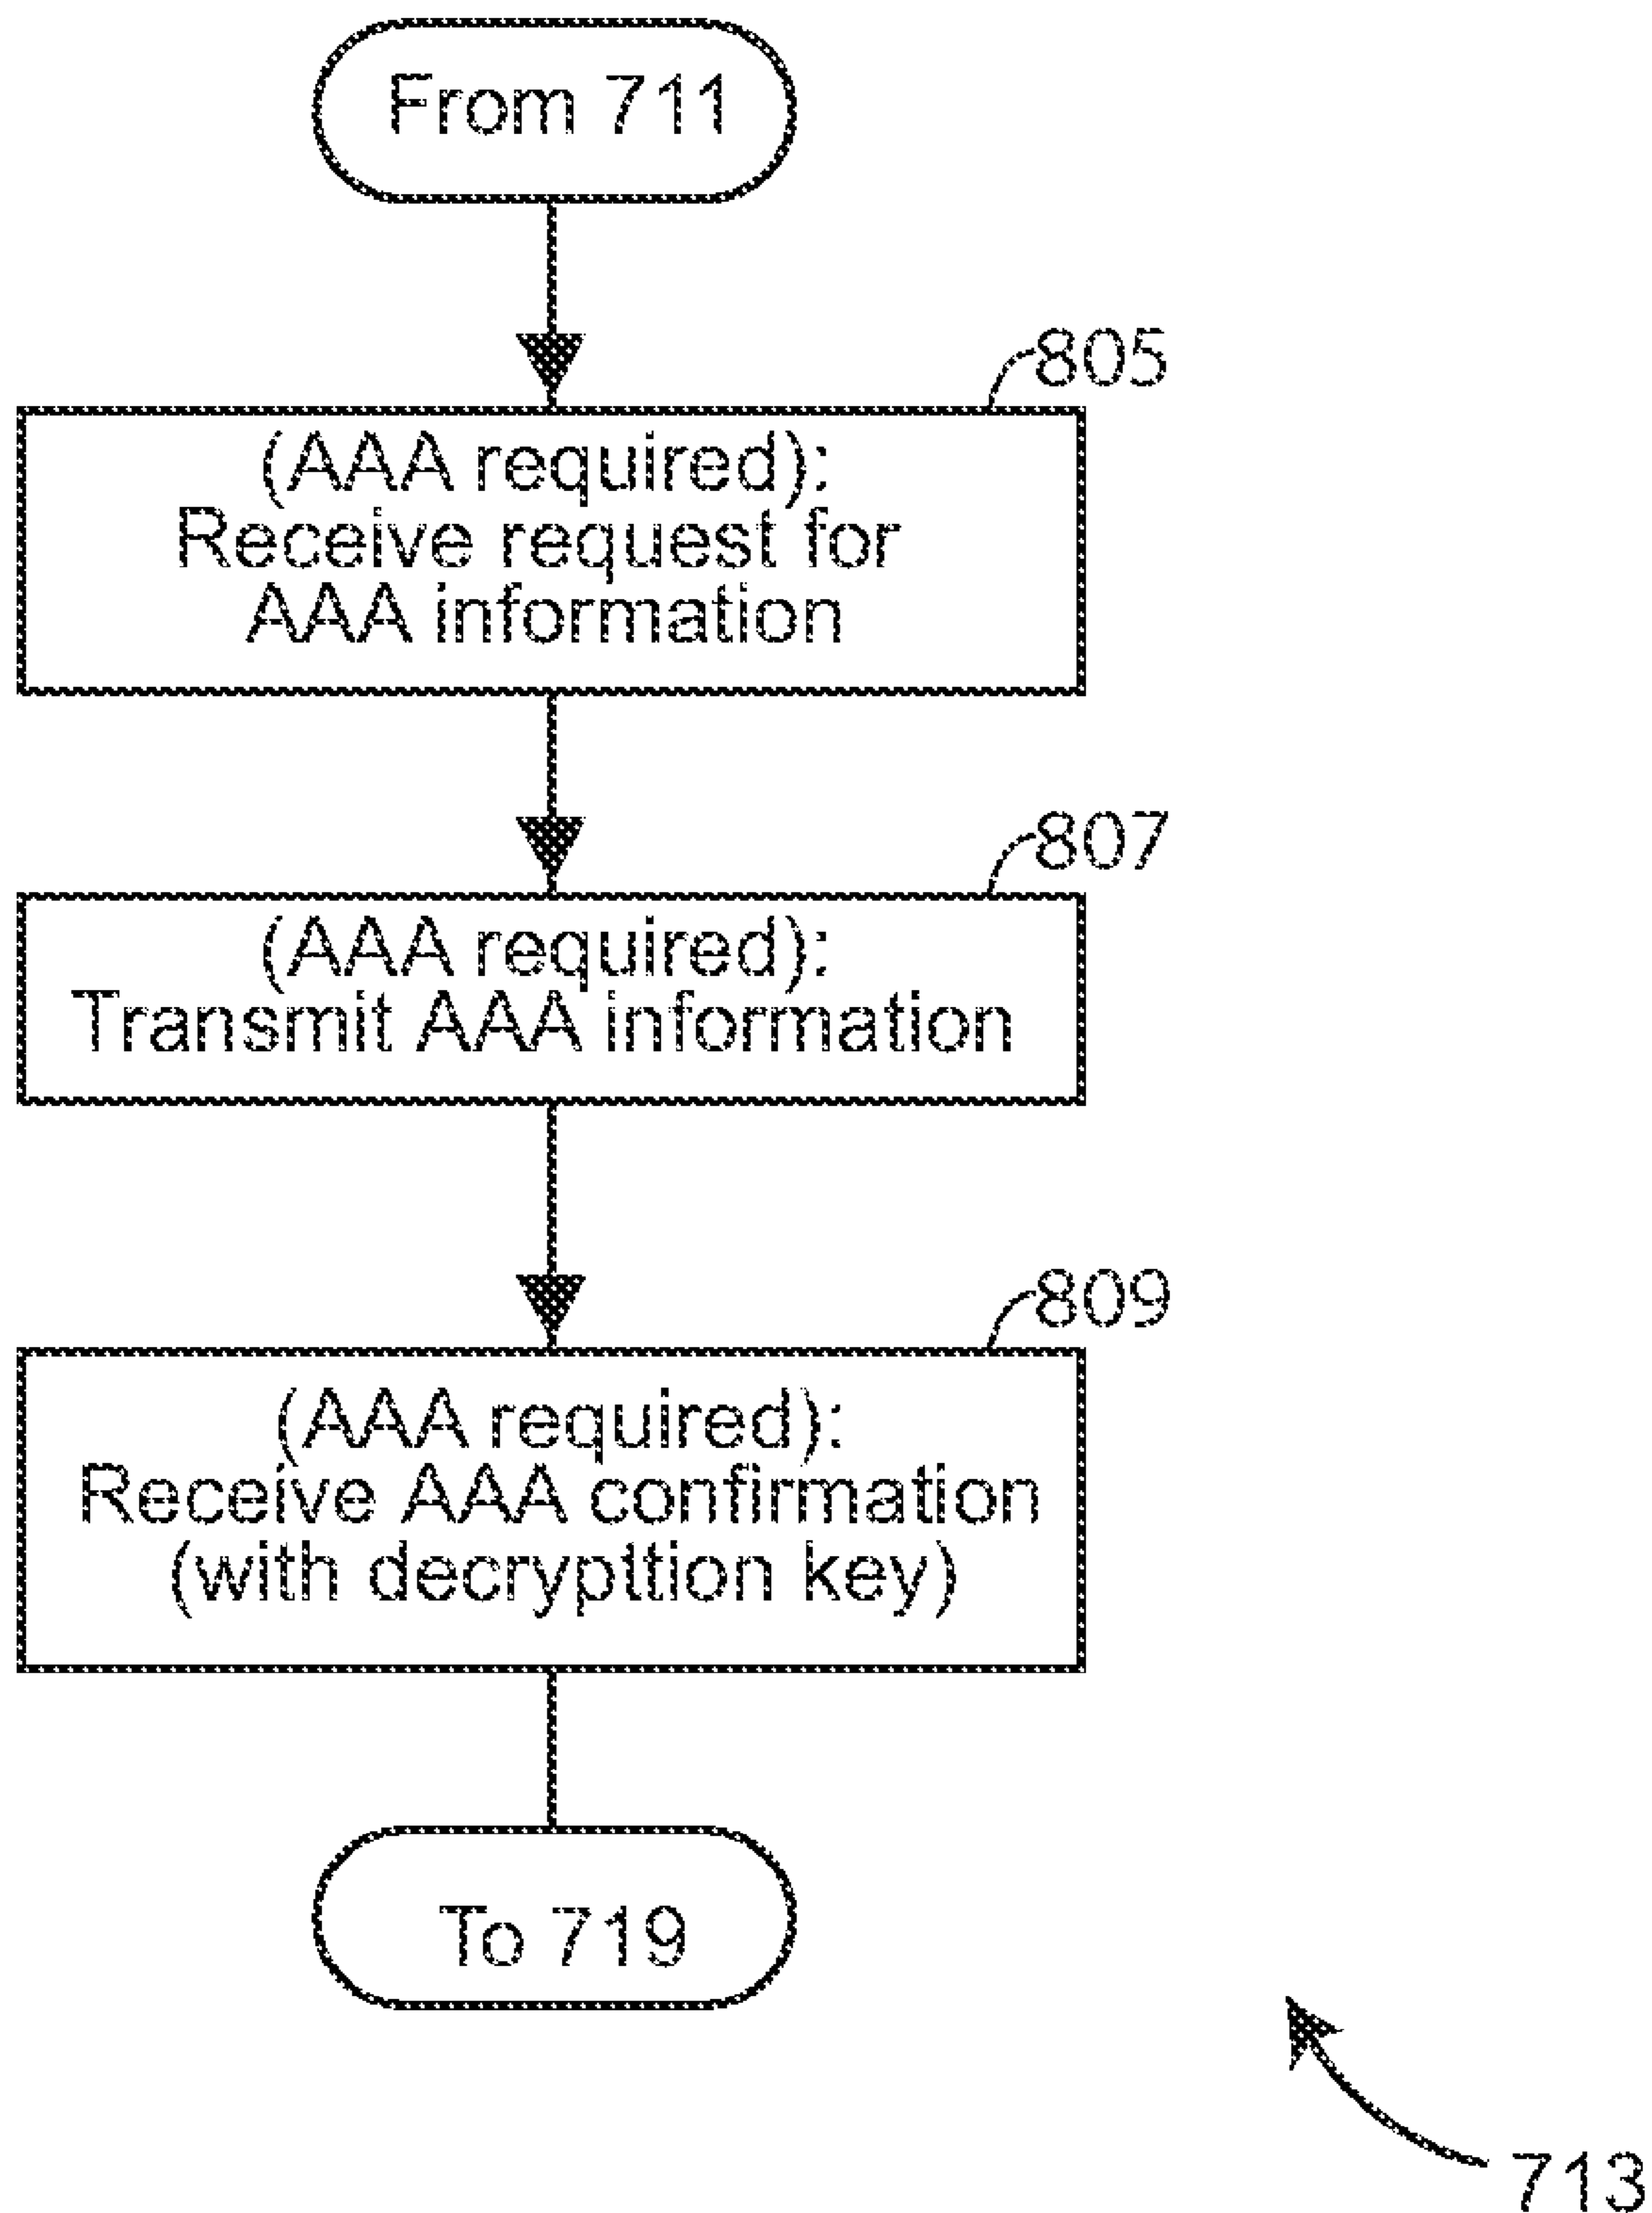 From 711
805
(AAA required):
Receive request for
AAA information
807
(AAA required):
Transmit AAA information
809
(AAA required):
Receive AAA confirmation
(with decrypttion key)
To 719
713